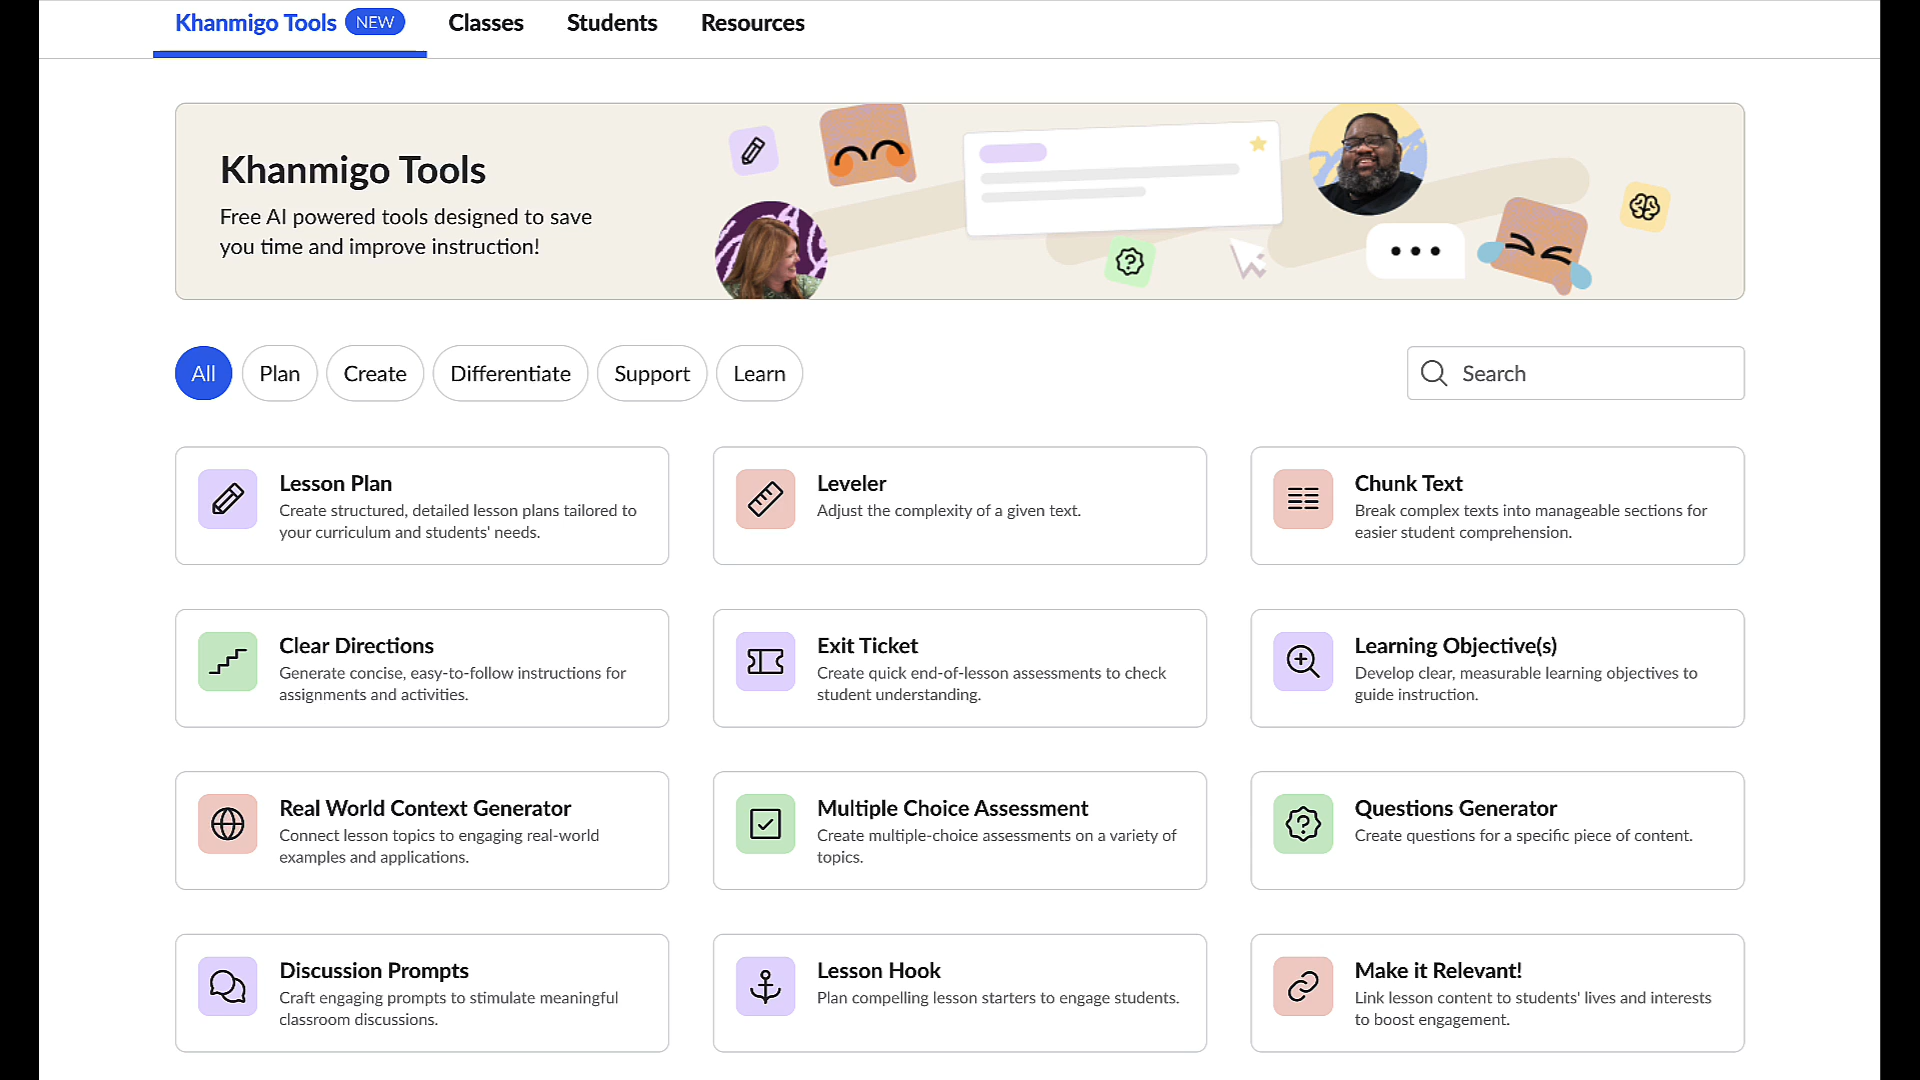 Khanmigo Tools NEW Classes Students Resources
Khanmigo Tools
Free AI powered tools designed to save
you time and improve instruction!
All Plan Create Differentiate Support Learn Search
Lesson Plan
Create structured, detailed lesson plans tailored to
your curriculum and students' needs.
Leveler
Adjust the complexity of a given text.
Chunk Text
Break complex texts into manageable sections for
easier student comprehension.
Clear Directions
Generate concise, easy-to-follow instructions for
assignments and activities.
Exit Ticket
Create quick end-of-lesson assessments to check
student understanding.
Learning Objective(s)
Develop clear, measurable learning objectives to
guide instruction.
Real World Context Generator
Connect lesson topics to engaging real-world
examples and applications.
Multiple Choice Assessment
Create multiple-choice assessments on a variety of
topics.
Questions Generator
Create questions for a specific piece of content.
Discussion Prompts
Craft engaging prompts to stimulate meaningful
classroom discussions.
Lesson Hook
Plan compelling lesson starters to engage students.
Make it Relevant!
Link lesson content to students' lives and interests
to boost engagement.